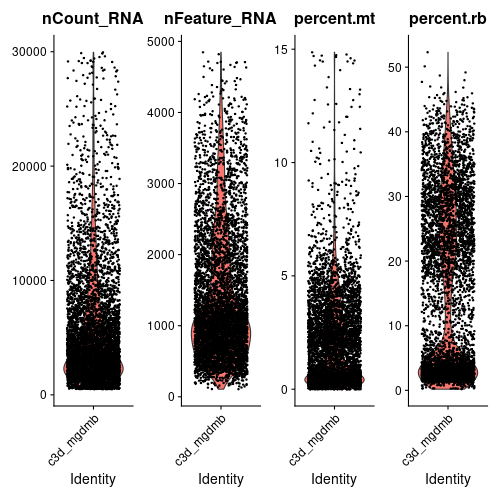 nCount_RNA
30000
20000
10000
0
c3d_mgdmb
Identity
nFeature_RNA
5000
4000
3000
2000
1000
0
c3d_mgdmb
Identity
percent.mt
15
10
5
0
c3d_mgdmb
Identity
percent.rb
50
40
30
20
10
0
c3d_mgdmb
Identity